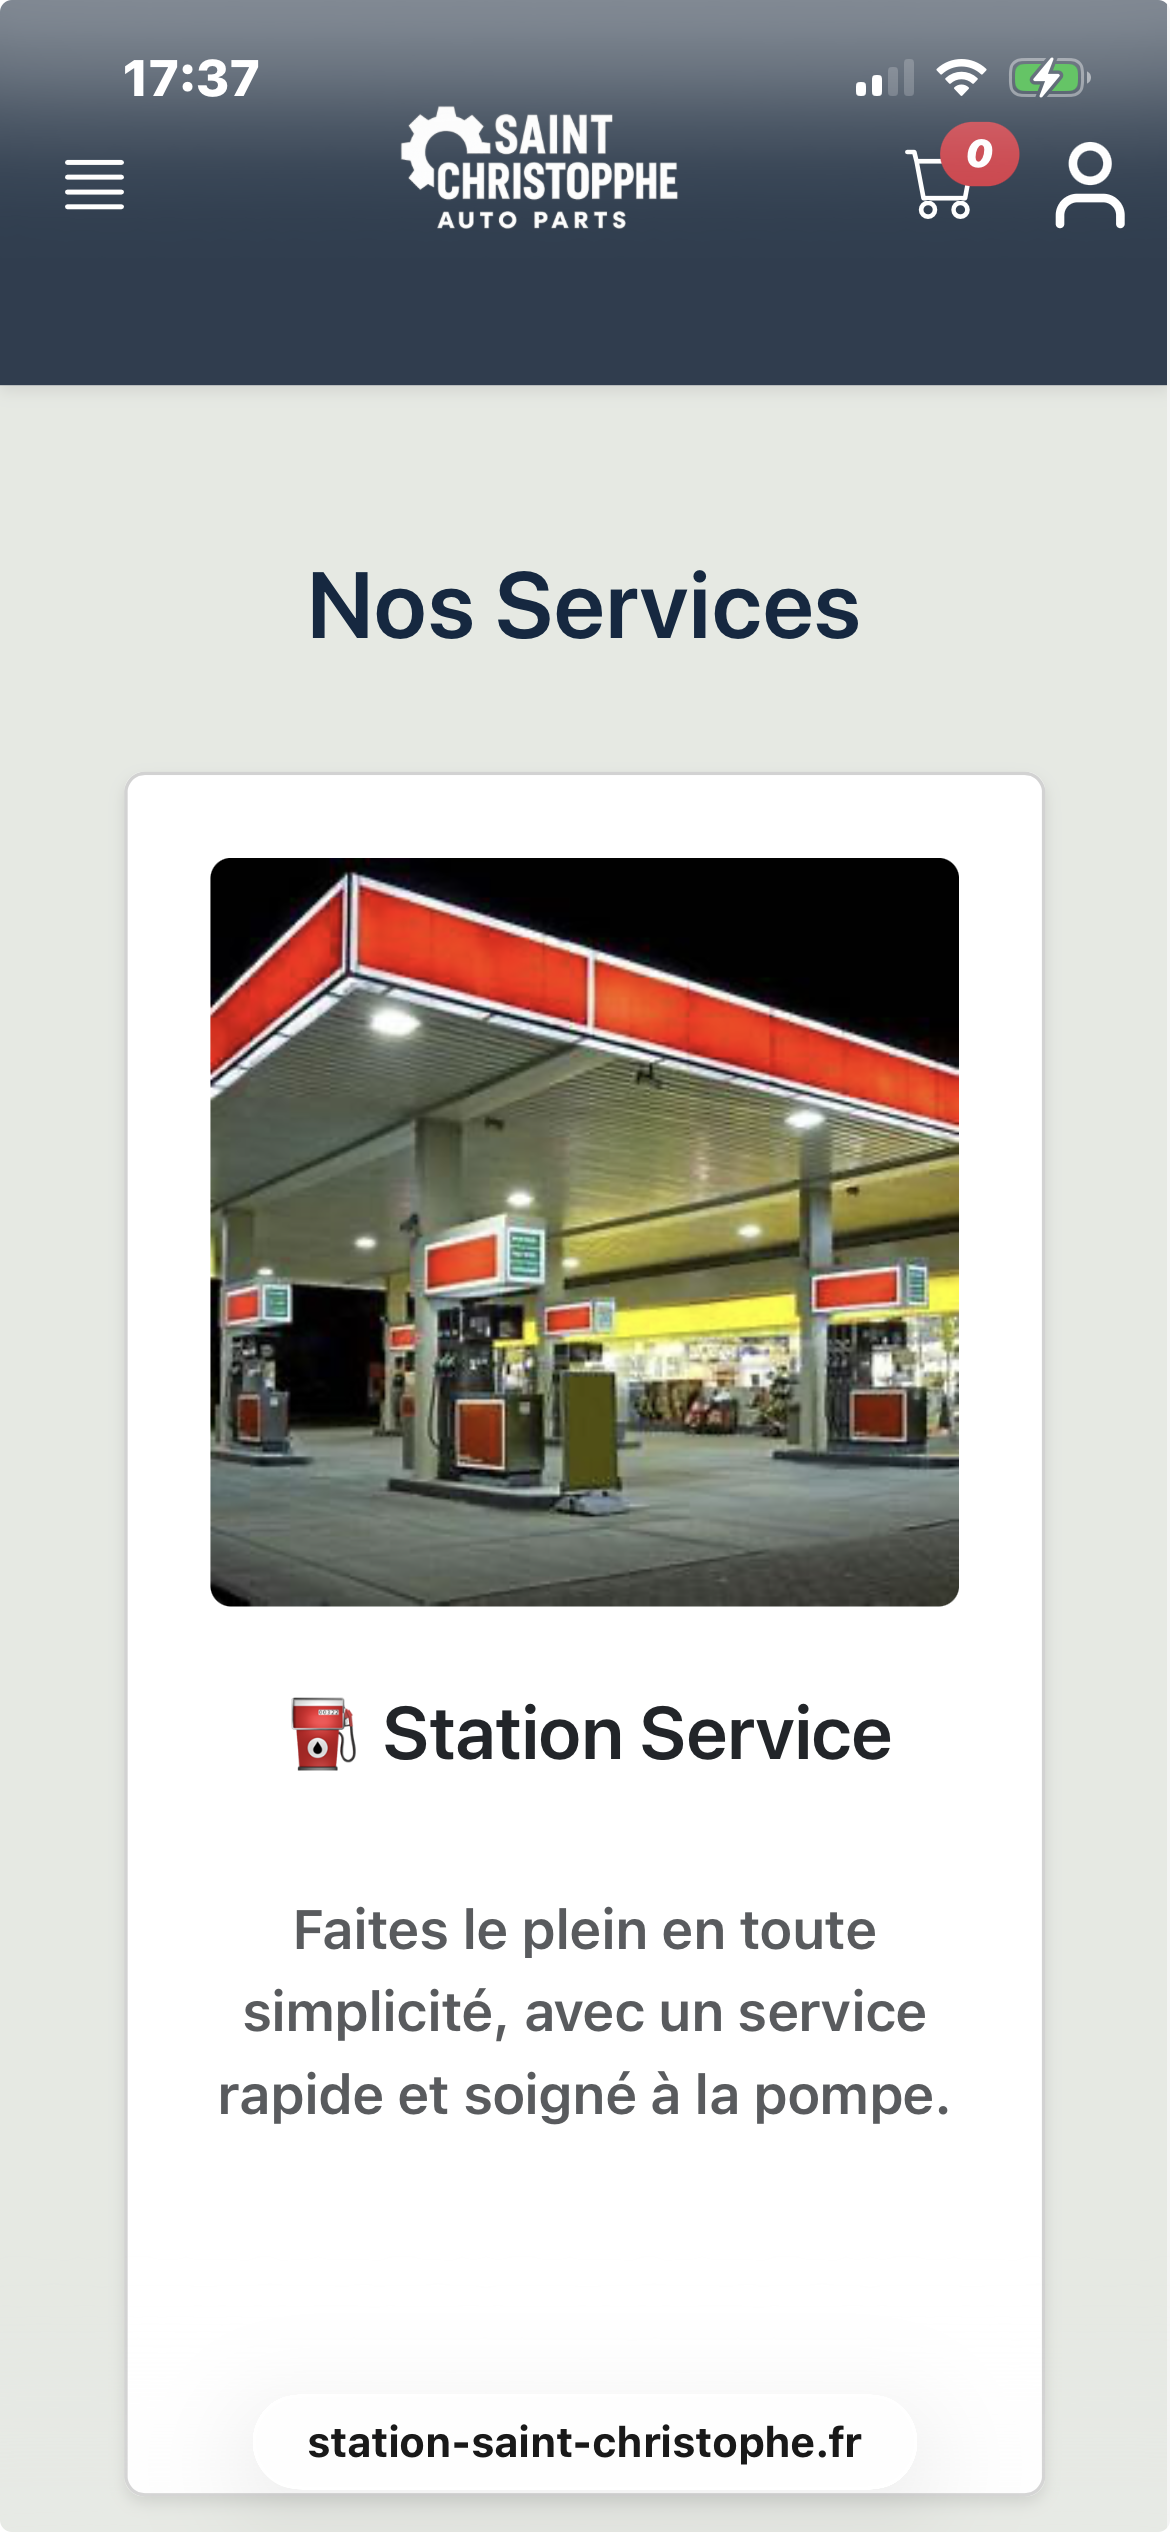 17:37
SAINT
CHRISTOPPHE
AUTO PARTS
0
Nos Services
Station Service
Faites le plein en toute
simplicité, avec un service
rapide et soigné à la pompe.
station-saint-christophe.fr